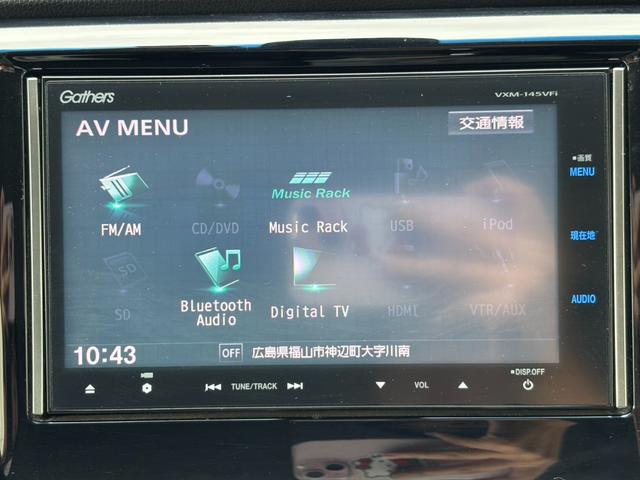 Gathers
VXM-145VFi
AV MENU
交通情報
■画質
MENU
FM/AM
CD/DVD
Music Rack
Music Rack
USB
iPod
現在地
SD
SD
Bluetooth Audio
Digital TV
HDMI
VTR/AUX
AUDIO
10:43
OFF
広島県福山市神辺町大字川南
TUNE/TRACK
VOL
■DISP.OFF